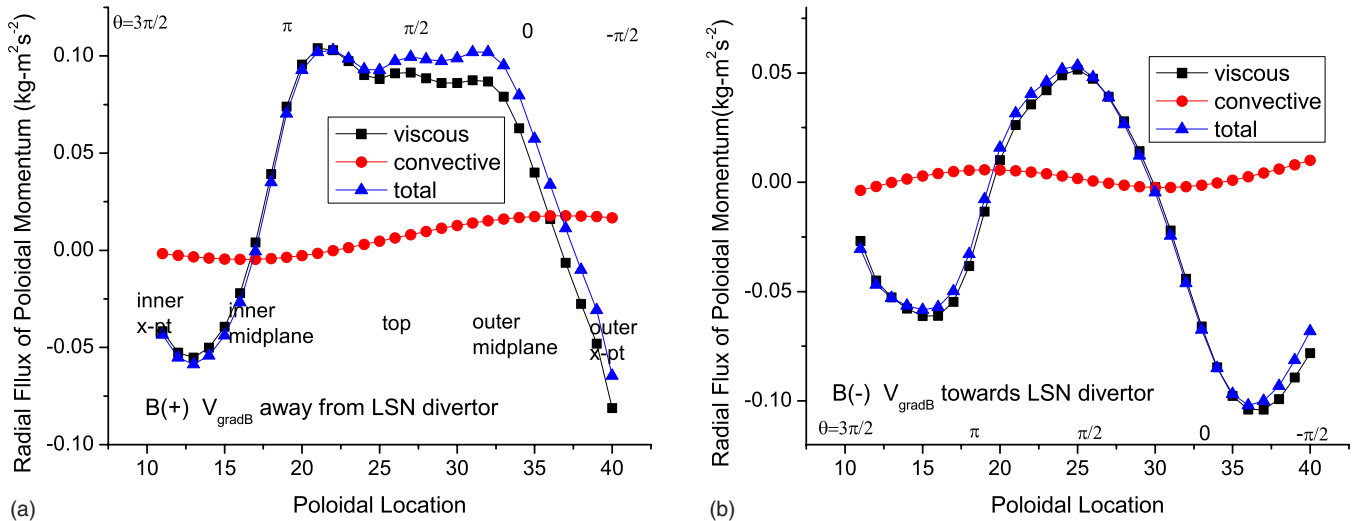 (a)
Radial Fllux of Poloidal Momentum (kg-m²s⁻²)
0.10
0.05
0.00
-0.05
-0.10
θ=3π/2
π
π/2
0
-π/2
viscous
convective
total
inner
x-pt
inner
midplane
top
outer
midplane
outer
x-pt
B(+) V_gradB away from LSN divertor
10 15 20 25 30 35 40
Poloidal Location
(b)
Radial Flux of Poloidal Momentum(kg-m²s⁻²)
0.05
0.00
-0.05
-0.10
viscous
convective
total
B(-) V_gradB towards LSN divertor
θ=3π/2
π
π/2
0
-π/2
10 15 20 25 30 35 40
Poloidal Location